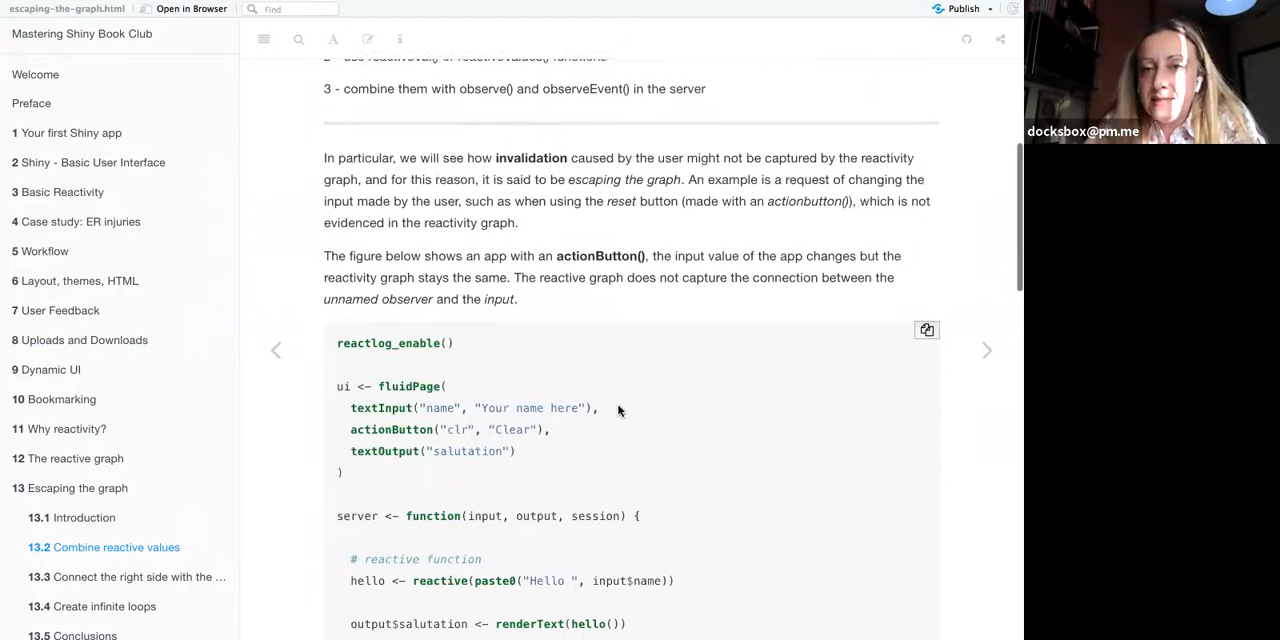 escaping-the-graph.html
Open in Browser
Find
Publish
Mastering Shiny Book Club
Welcome
Preface
1 Your first Shiny app
2 Shiny - Basic User Interface
3 Basic Reactivity
4 Case study: ER injuries
5 Workflow
6 Layout, themes, HTML
7 User Feedback
8 Uploads and Downloads
9 Dynamic UI
10 Bookmarking
11 Why reactivity?
12 The reactive graph
13 Escaping the graph
13.1 Introduction
13.2 Combine reactive values
13.3 Connect the right side with the ...
13.4 Create infinite loops
13.5 Conclusions
3 - combine them with observe() and observeEvent() in the server
In particular, we will see how invalidation caused by the user might not be captured by the reactivity
graph, and for this reason, it is said to be escaping the graph. An example is a request of changing the
input made by the user, such as when using the reset button (made with an actionbutton()), which is not
evidenced in the reactivity graph.
The figure below shows an app with an actionButton(), the input value of the app changes but the
reactivity graph stays the same. The reactive graph does not capture the connection between the
unnamed observer and the input.
reactlog_enable()
ui <- fluidPage(
textInput("name", "Your name here"),
actionButton("clr", "Clear"),
textOutput("salutation")
)
server <- function(input, output, session) {
# reactive function
hello <- reactive(paste0("Hello ", input$name))
output$salutation <- renderText(hello())
docksbox@pm.me